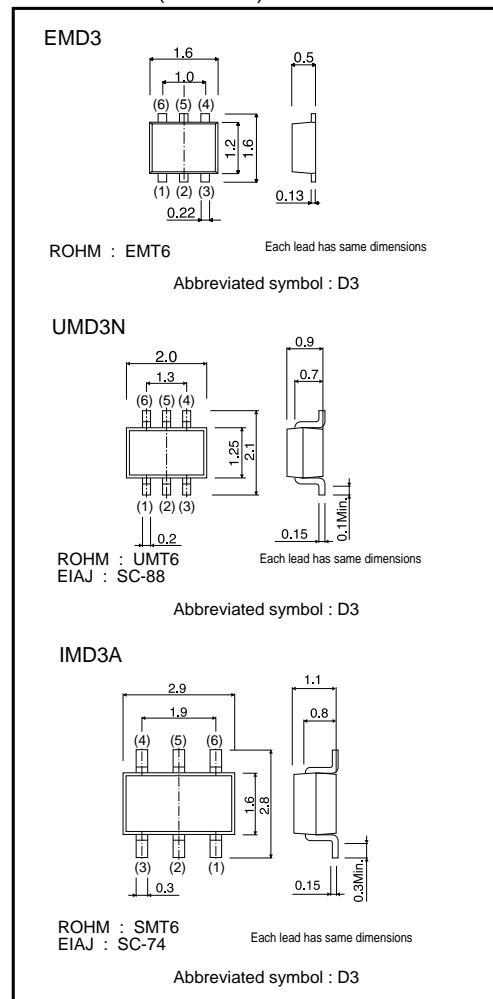 EMD3
1.6
1.0
0.5
(6) (5) (4)
1.2
1.6
(1) (2) (3)
0.22
0.13
ROHM : EMT6
Each lead has same dimensions
Abbreviated symbol : D3
UMD3N
2.0
1.3
0.9
0.7
(6) (5) (4)
1.25
2.1
(1) (2) (3)
0.2
0.15
0.1Min.
ROHM : UMT6
EIAJ : SC-88
Each lead has same dimensions
Abbreviated symbol : D3
IMD3A
2.9
1.9
1.1
0.8
(4) (5) (6)
1.6
2.8
(3) (2) (1)
0.3
0.15
0.3Min.
ROHM : SMT6
EIAJ : SC-74
Each lead has same dimensions
Abbreviated symbol : D3